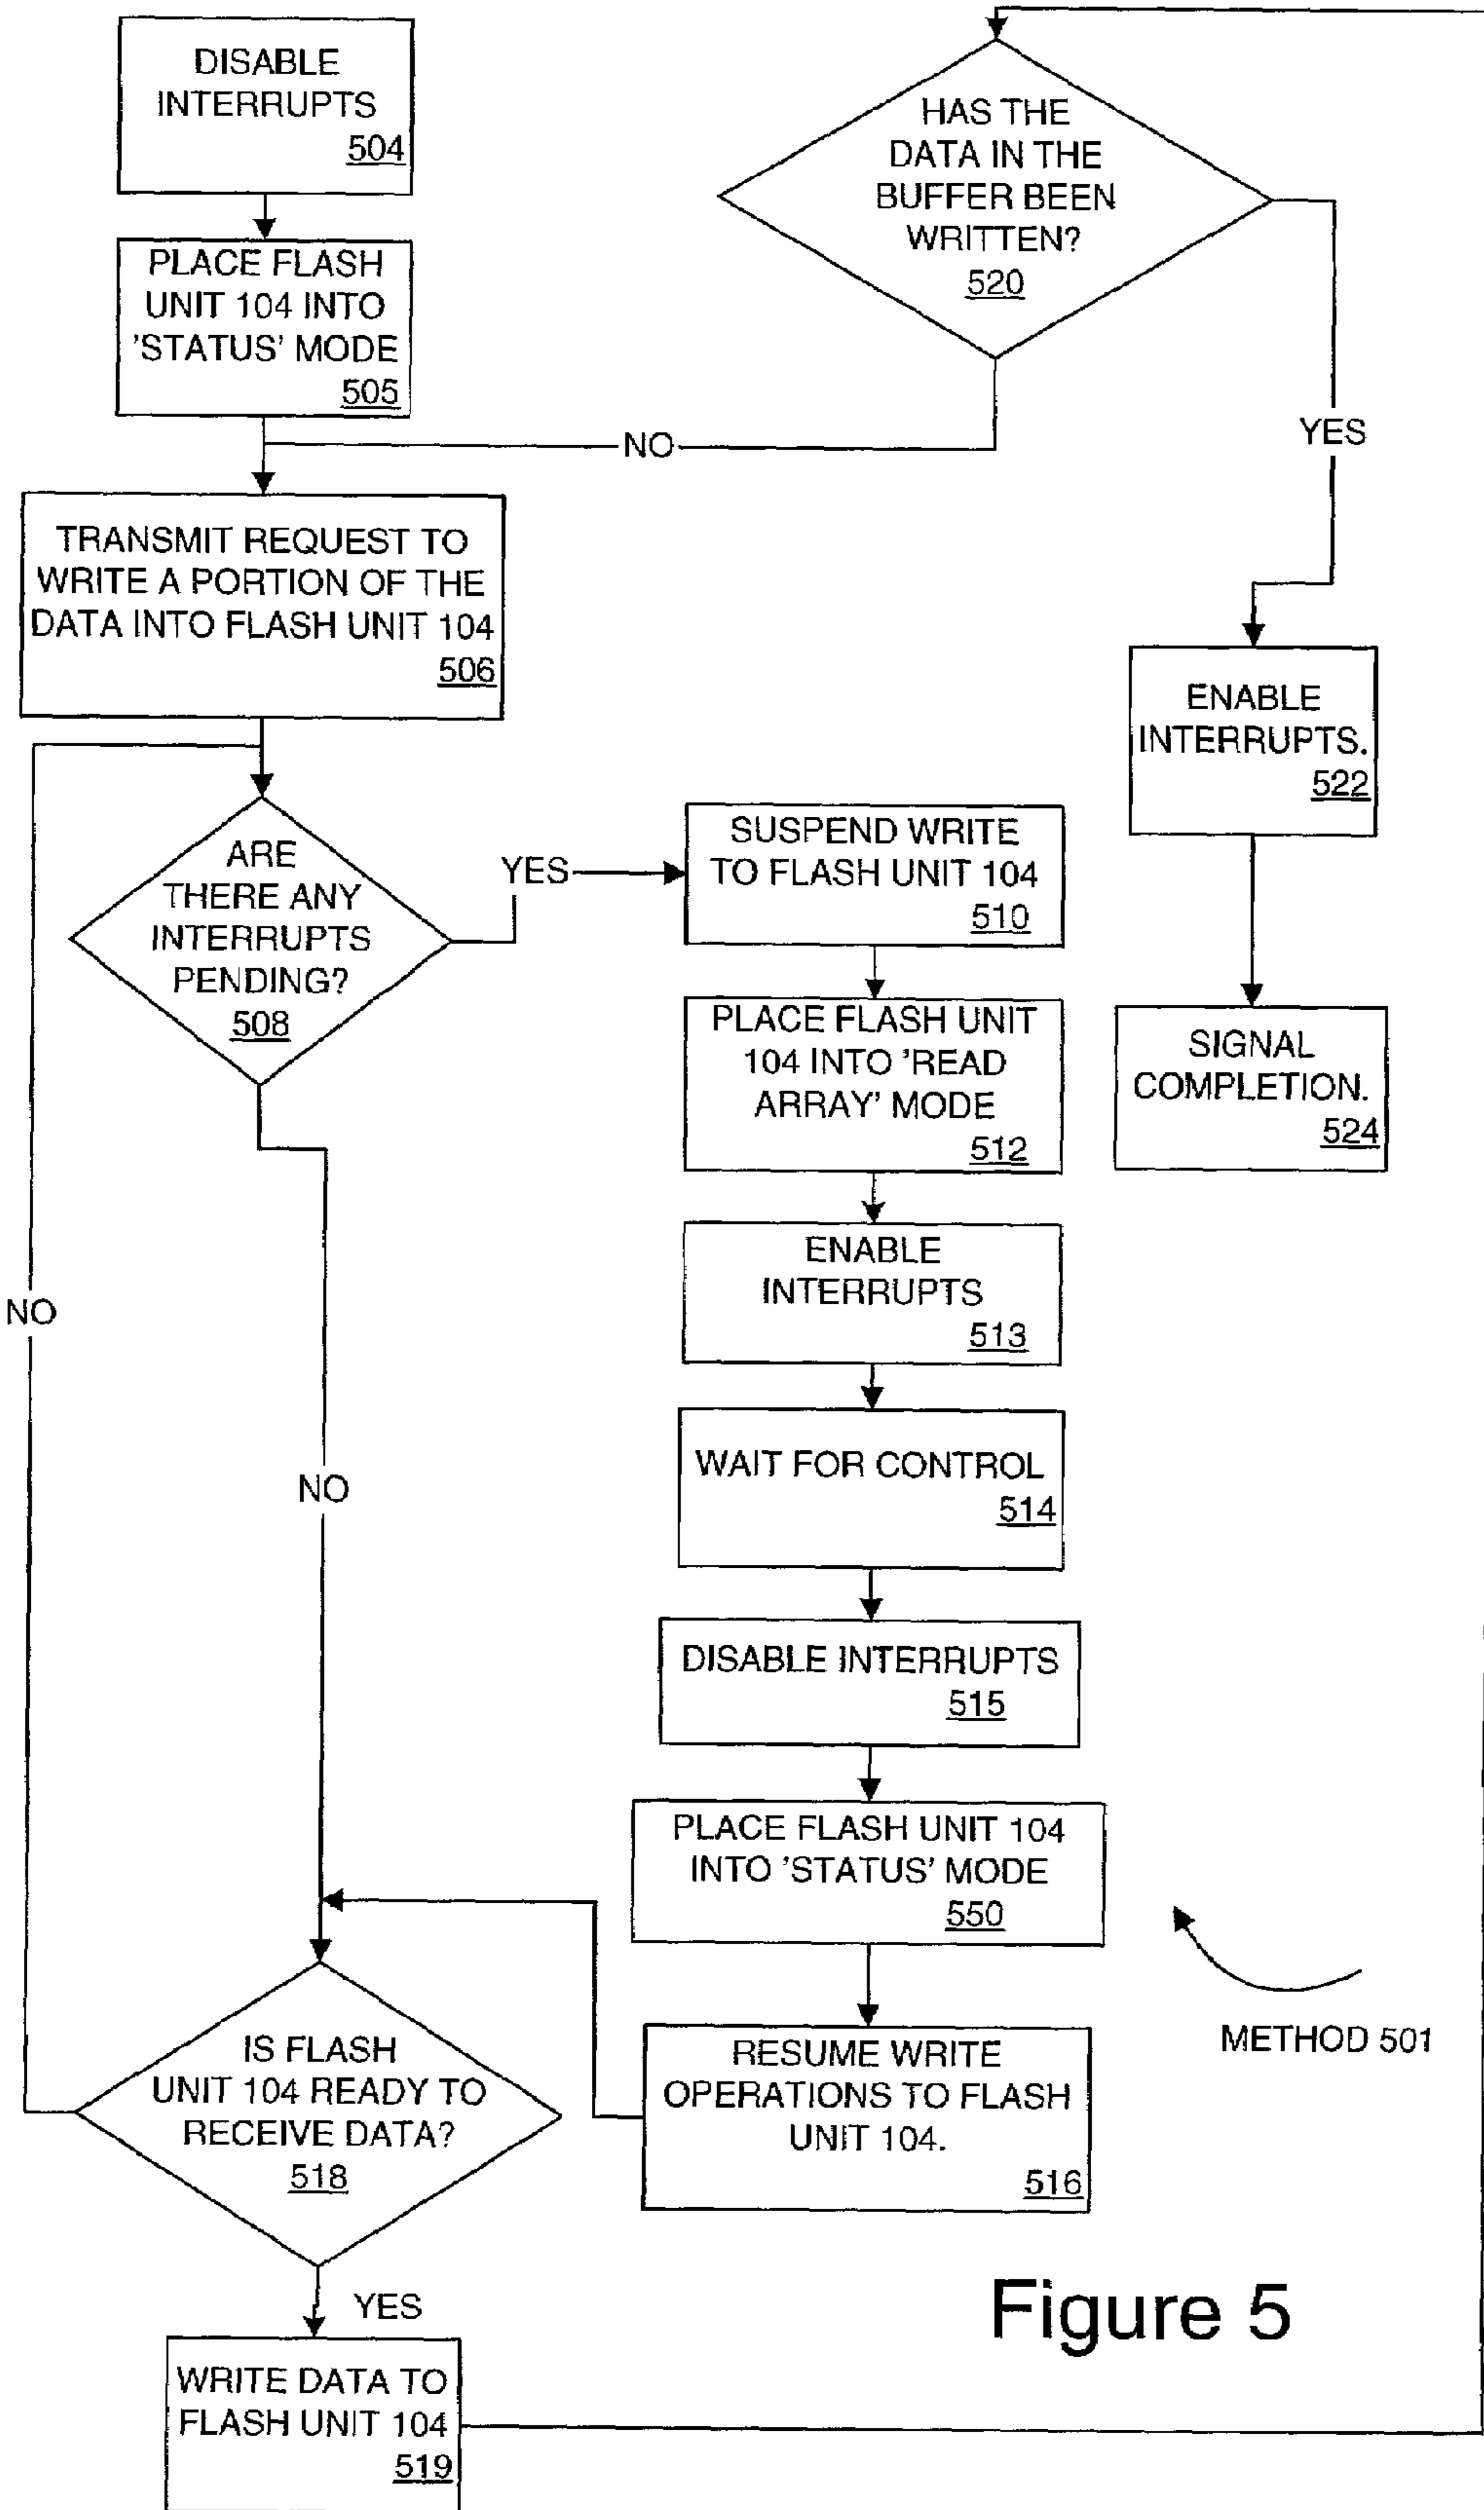 DISABLE
INTERRUPTS
504
PLACE FLASH
UNIT 104 INTO
'STATUS' MODE
505
HAS THE
DATA IN THE
BUFFER BEEN
WRITTEN?
520
NO
YES
TRANSMIT REQUEST TO
WRITE A PORTION OF THE
DATA INTO FLASH UNIT 104
506
ENABLE
INTERRUPTS.
522
SIGNAL
COMPLETION.
524
ARE
THERE ANY
INTERRUPTS
PENDING?
508
YES
SUSPEND WRITE
TO FLASH UNIT 104
510
PLACE FLASH UNIT
104 INTO 'READ
ARRAY' MODE
512
ENABLE
INTERRUPTS
513
NO
NO
WAIT FOR CONTROL
514
DISABLE INTERRUPTS
515
PLACE FLASH UNIT 104
INTO 'STATUS' MODE
550
RESUME WRITE
OPERATIONS TO FLASH
UNIT 104.
516
METHOD 501
IS FLASH
UNIT 104 READY TO
RECEIVE DATA?
518
YES
WRITE DATA TO
FLASH UNIT 104
519
Figure 5